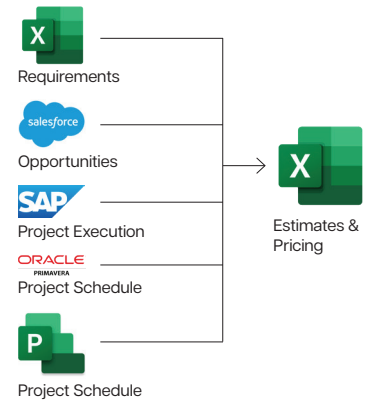 X
Requirements
salesforce
Opportunities
SAP
Project Execution
ORACLE
PRIMAVERA
Project Schedule
P
Project Schedule
X
Estimates &
Pricing